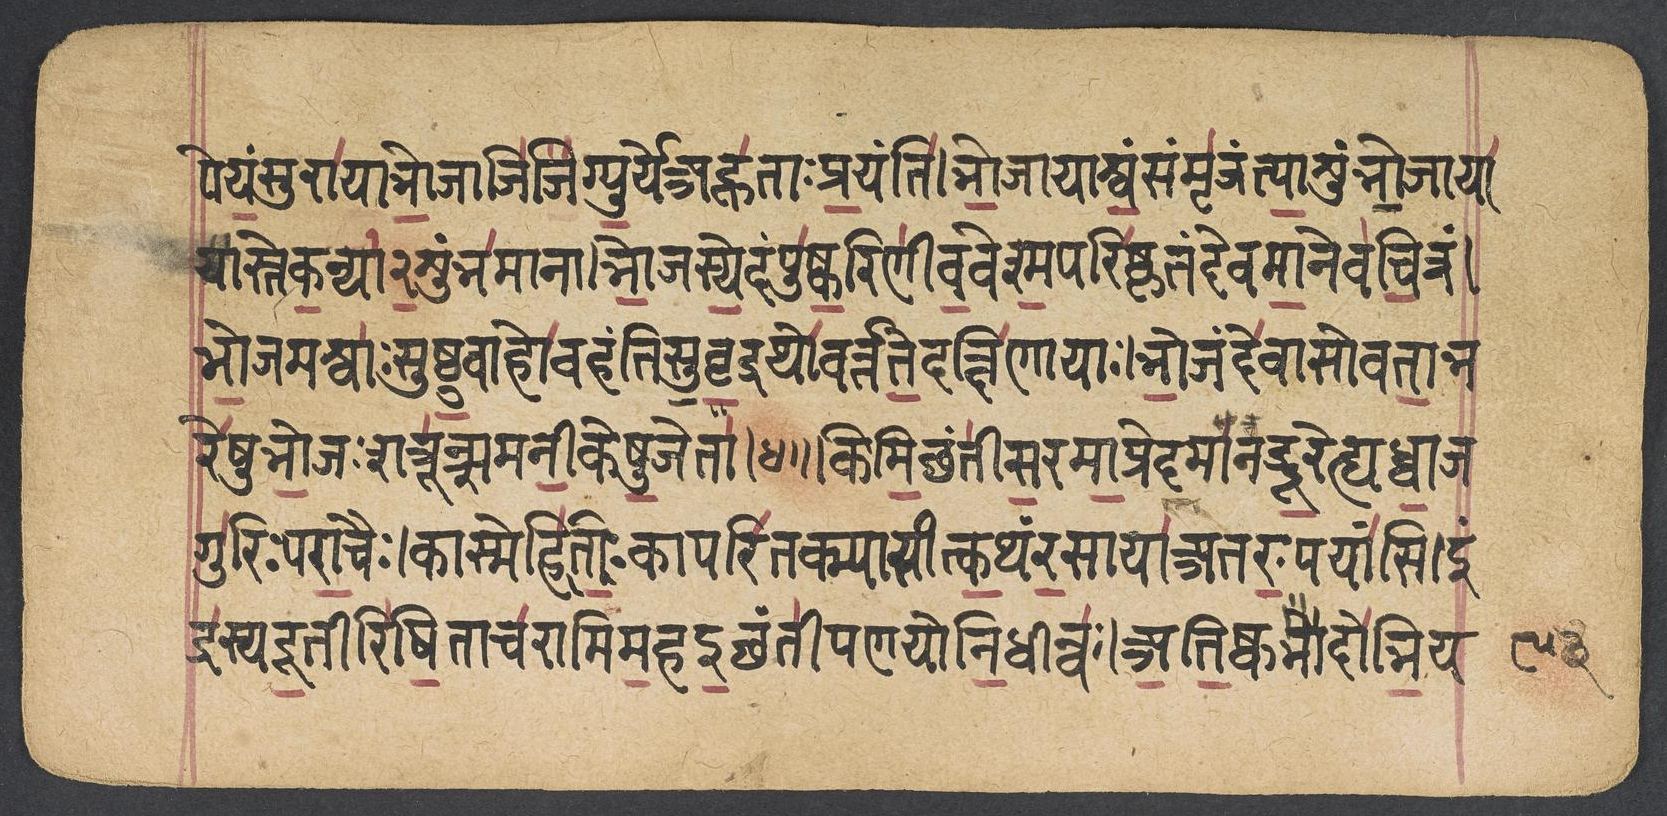 पेयंसुरायाभोजाजिजिग्युर्येअहूताःप्रयंति।भोजायाश्वंसंमृजंत्याशुंभोजाया
यास्तेकन्या३शुंभमाना।भोजस्येदंपुष्करिणीववेश्मपरिष्कृतंदेवमानेवचित्रं।
भोजमश्वाःसुष्ठुवाहोवहंतिसुवृद्रथोवर्त्ततेदक्षिणायाः।भोजंदेवासोवताभ
रेषुभोजःशत्रून्समनीकेषुजेता।४॥।किमिछंतीसरमाप्रेदमानड्दूरेह्यध्वाज
गुरिःपराचैः।कास्मेहितिःकापरितक्म्यासीत्कथंरसायाअतरःपयांसि।इं
द्रस्यदूतीरिषिताचरामिमहइछंतीपणयोनिधीन्वः।अतिष्कदोभिय